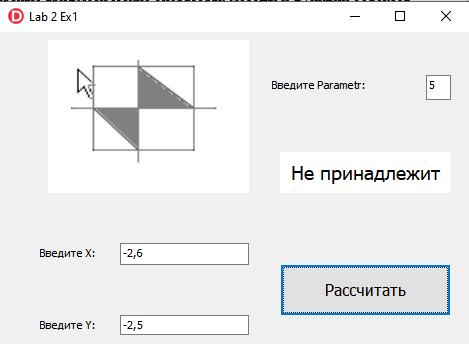 Lab 2 Ex1
Введите Parametr:
5
Не принадлежит
Введите X:
-2,6
Рассчитать
Введите Y:
-2,5